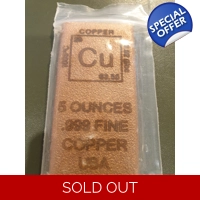 SPECIAL
OFFER
COPPER
29
Cu
63.55
5 OUNCES
.999 FINE
COPPER
USA
SOLD OUT